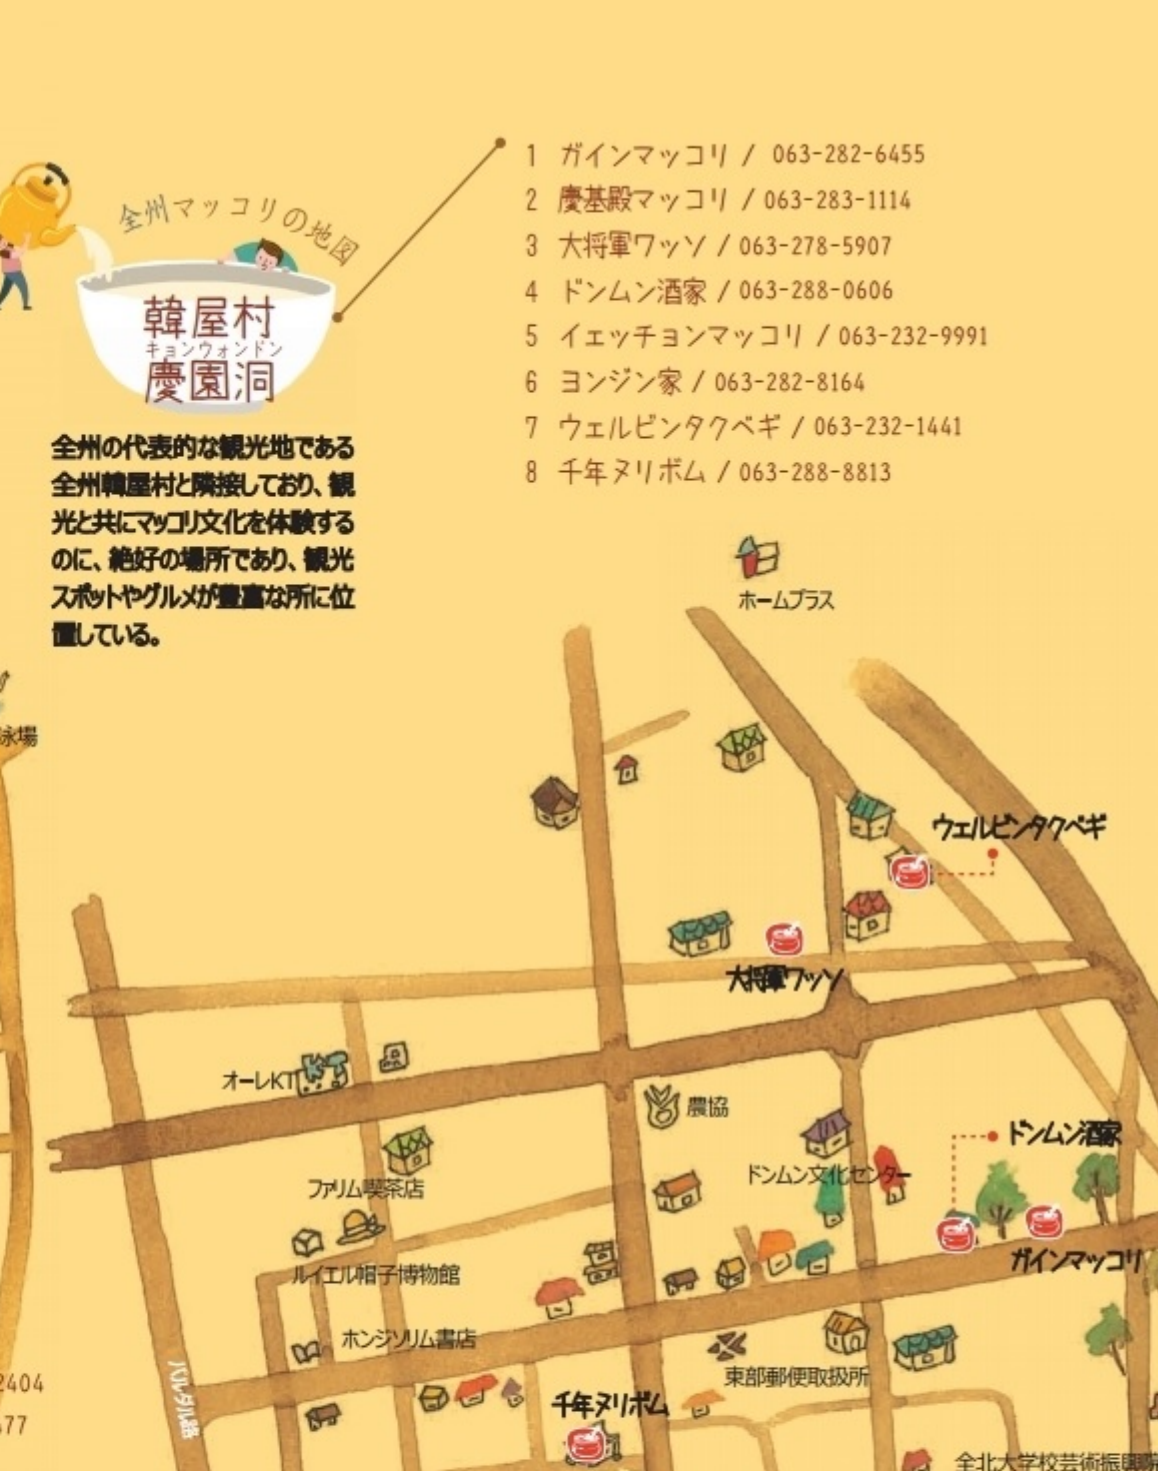 全州マッコリの地図
韓屋村
キョンウォンドン
慶園洞
全州の代表的な観光地である
全州韓屋村と隣接しており、観
光と共にマッコリ文化を体験する
のに、絶好の場所であり、観光
スポットやグルメが豊富な所に位
置している。
1 ガインマッコリ / 063-282-6455
2 慶基殿マッコリ / 063-283-1114
3 大将軍ワッソ / 063-278-5907
4 ドンムン酒家 / 063-288-0606
5 イェッチョンマッコリ / 063-232-9991
6 ヨンジン家 / 063-282-8164
7 ウェルビンタクベギ / 063-232-1441
8 千年ヌリボム / 063-288-8813
ホームプラス
泳場
ウェルビンタクベギ
大将軍ワッソ
オーレKT
農協
ドンムン酒家
ドンムン文化センター
ファリム喫茶店
ガインマッコリ
ルイエル帽子博物館
ホンジソリム書店
東部郵便取扱所
2404
77
千年ヌリボム
全北大学校芸術振興院